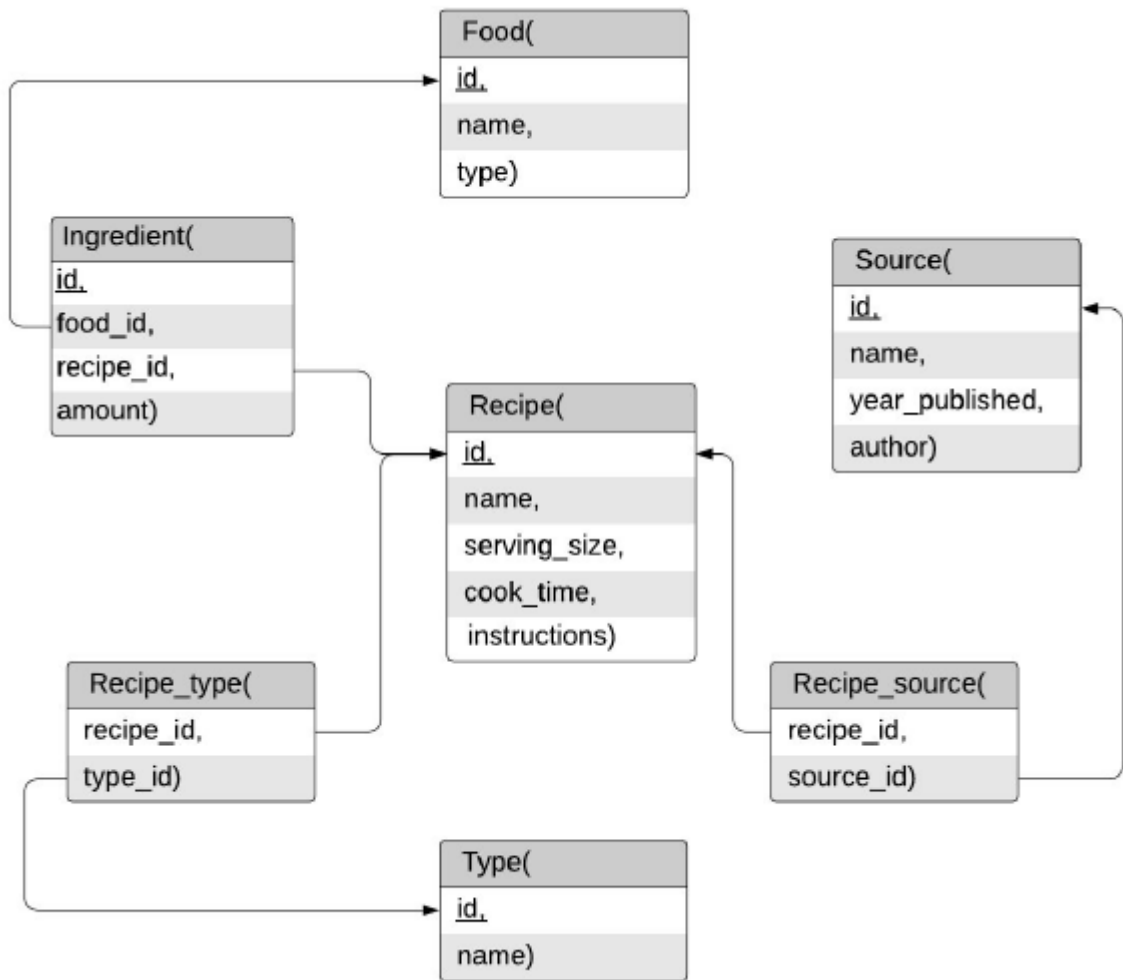 Food(
id,
name,
type)
Ingredient(
id,
food_id,
recipe_id,
amount)
Source(
id,
name,
year_published,
author)
Recipe(
id,
name,
serving_size,
cook_time,
instructions)
Recipe_type(
recipe_id,
type_id)
Recipe_source(
recipe_id,
source_id)
Type(
id,
name)